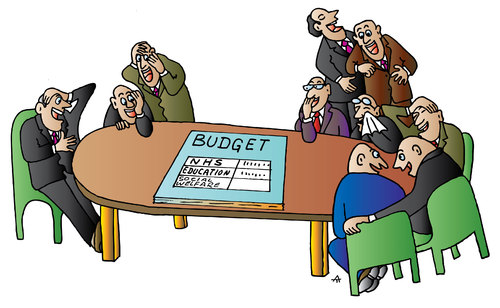 BUDGET
NHS
EDUCATION
SOCIAL
WELFARE